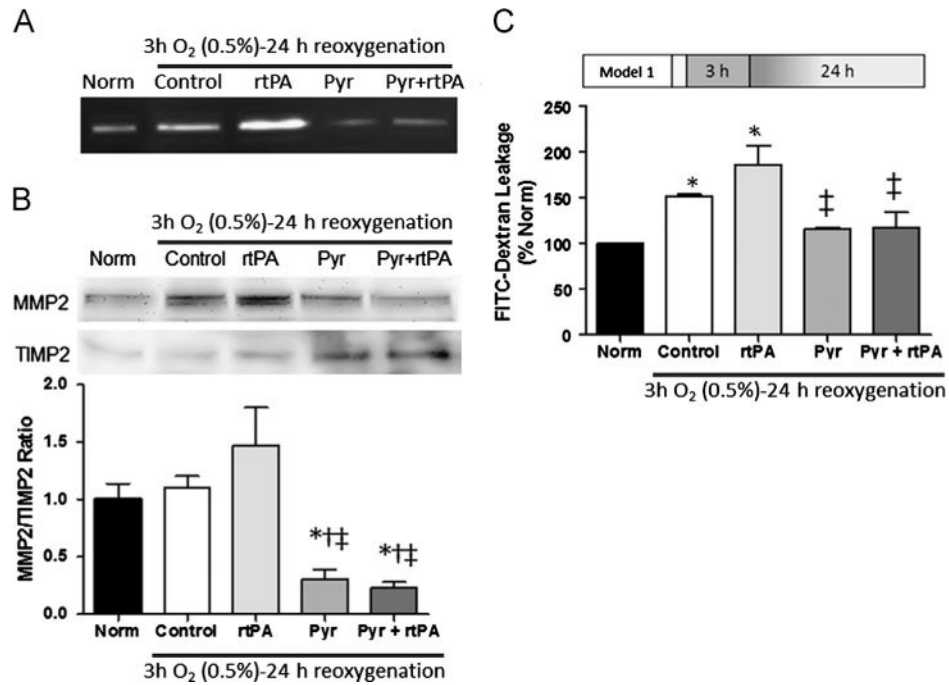 A
3h O₂ (0.5%)-24 h reoxygenation
Norm Control rtPA Pyr Pyr+rtPA
B
3h O₂ (0.5%)-24 h reoxygenation
Norm Control rtPA Pyr Pyr+rtPA
MMP2
TIMP2
MMP2/TIMP2 Ratio
2.0
1.5
1.0
0.5
0.0
*†‡
*†‡
Norm Control rtPA Pyr Pyr + rtPA
3h O₂ (0.5%)-24 h reoxygenation
C
Model 1 3 h 24 h
FITC-Dextran Leakage
(% Norm)
250
200
150
100
50
0
*
*
‡
‡
Norm Control rtPA Pyr Pyr + rtPA
3h O₂ (0.5%)-24 h reoxygenation